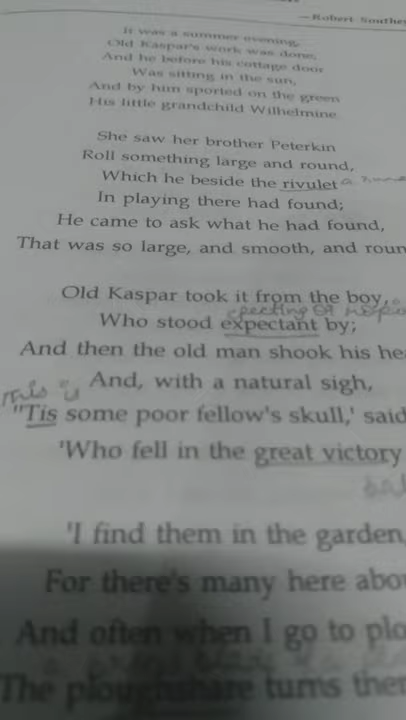 —Robert Southey
It was a summer evening,
Old Kaspar's work was done,
And he before his cottage door
Was sitting in the sun,
And by him sported on the green
His little grandchild Wilhelmine.
She saw her brother Peterkin
Roll something large and round,
Which he beside the rivulet
In playing there had found;
He came to ask what he had found,
That was so large, and smooth, and roun
Old Kaspar took it from the boy,
Who stood expectant by;
And then the old man shook his he
And, with a natural sigh,
This is
"Tis some poor fellow's skull,' said
'Who fell in the great victory
'I find them in the garden,
For there's many here abou
And often when I go to plo
The ploughshare turns then